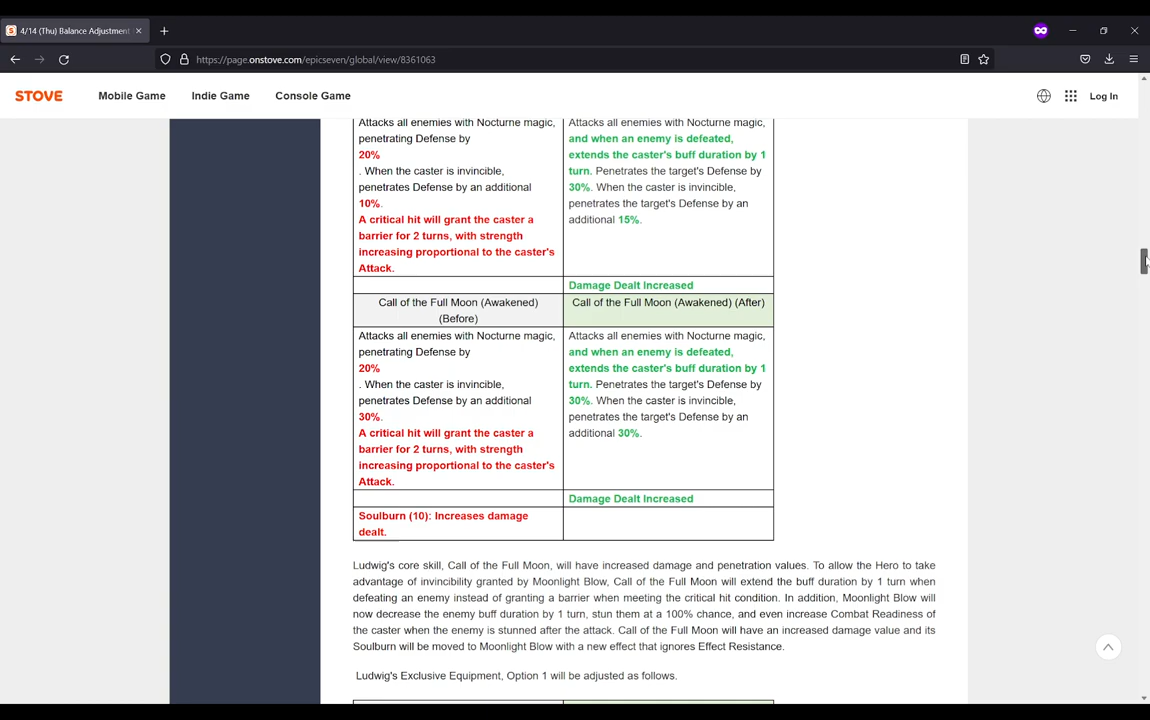 4/14 (Thu) Balance Adjustment
https://page.onstove.com/epicseven/global/view/8361063
STOVE Mobile Game Indie Game Console Game Log In
Attacks all enemies with Nocturne magic,
penetrating Defense by
20%
. When the caster is invincible,
penetrates Defense by an additional
10%.
A critical hit will grant the caster a
barrier for 2 turns, with strength
increasing proportional to the caster's
Attack.
Attacks all enemies with Nocturne magic,
and when an enemy is defeated,
extends the caster's buff duration by 1
turn. Penetrates the target's Defense by
30%. When the caster is invincible,
penetrates the target's Defense by an
additional 15%.
Damage Dealt Increased
Call of the Full Moon (Awakened)
(Before)
Call of the Full Moon (Awakened) (After)
Attacks all enemies with Nocturne magic,
penetrating Defense by
20%
. When the caster is invincible,
penetrates Defense by an additional
30%.
A critical hit will grant the caster a
barrier for 2 turns, with strength
increasing proportional to the caster's
Attack.
Attacks all enemies with Nocturne magic,
and when an enemy is defeated,
extends the caster's buff duration by 1
turn. Penetrates the target's Defense by
30%. When the caster is invincible,
penetrates the target's Defense by an
additional 30%.
Damage Dealt Increased
Soulburn (10): Increases damage
dealt.
Ludwig's core skill, Call of the Full Moon, will have increased damage and penetration values. To allow the Hero to take
advantage of invincibility granted by Moonlight Blow, Call of the Full Moon will extend the buff duration by 1 turn when
defeating an enemy instead of granting a barrier when meeting the critical hit condition. In addition, Moonlight Blow will
now decrease the enemy buff duration by 1 turn, stun them at a 100% chance, and even increase Combat Readiness of
the caster when the enemy is stunned after the attack. Call of the Full Moon will have an increased damage value and its
Soulburn will be moved to Moonlight Blow with a new effect that ignores Effect Resistance.
Ludwig's Exclusive Equipment, Option 1 will be adjusted as follows.